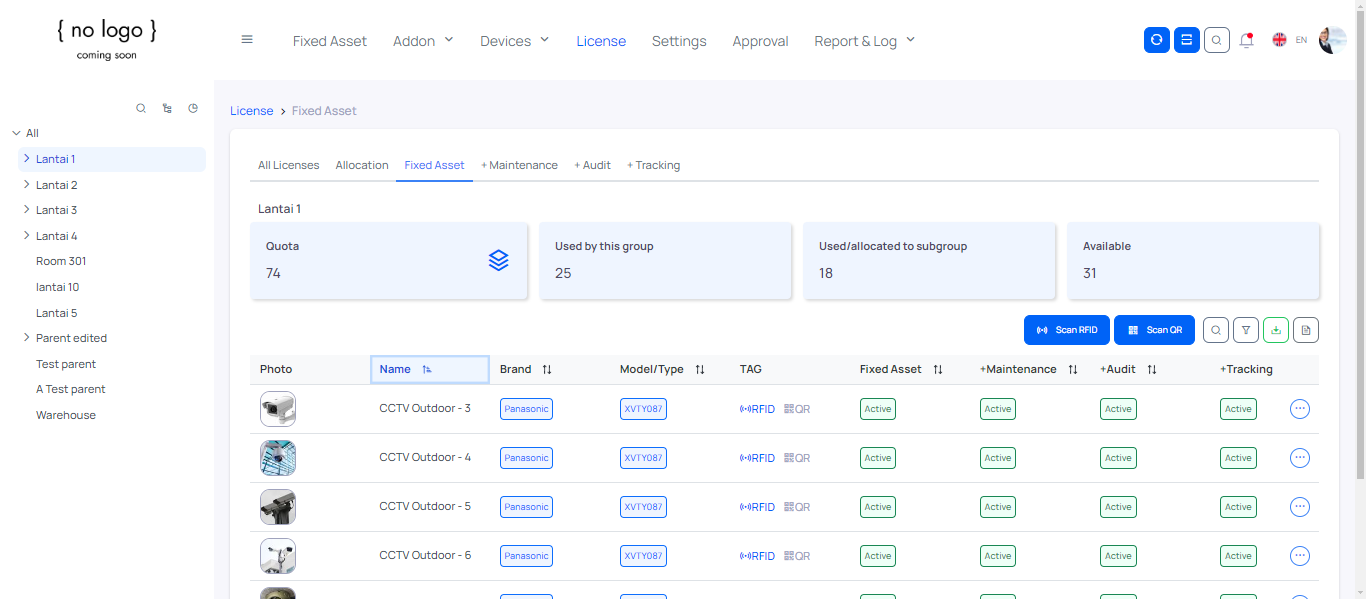 { no logo }
coming soon
Fixed Asset Addon Devices License Settings Approval Report & Log EN
All
Lantai 1
Lantai 2
Lantai 3
Lantai 4
Room 301
lantai 10
Lantai 5
Parent edited
Test parent
A Test parent
Warehouse
License > Fixed Asset
All Licenses Allocation Fixed Asset + Maintenance + Audit + Tracking
Lantai 1
Quota
74
Used by this group
25
Used/allocated to subgroup
18
Available
31
Scan RFID Scan QR
Photo Name Brand Model/Type TAG Fixed Asset +Maintenance +Audit +Tracking
CCTV Outdoor - 3 Panasonic XVTY087 RFID QR Active Active Active Active
CCTV Outdoor - 4 Panasonic XVTY087 RFID QR Active Active Active Active
CCTV Outdoor - 5 Panasonic XVTY087 RFID QR Active Active Active Active
CCTV Outdoor - 6 Panasonic XVTY087 RFID QR Active Active Active Active